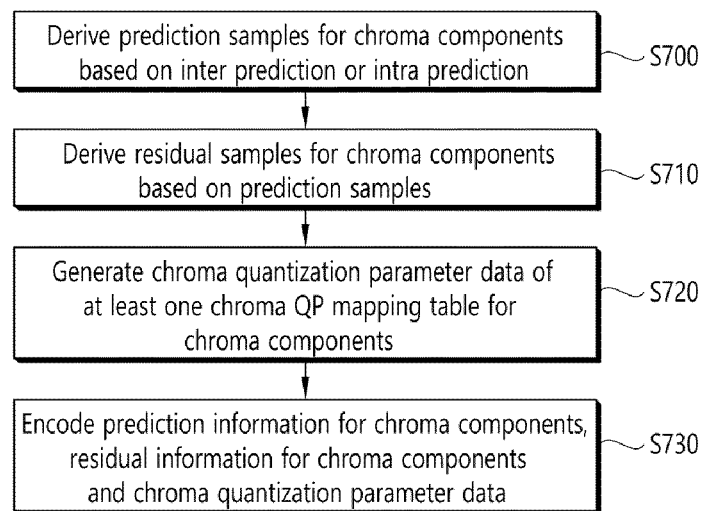 Derive prediction samples for chroma components
based on inter prediction or intra prediction
S700
Derive residual samples for chroma components
based on prediction samples
S710
Generate chroma quantization parameter data of
at least one chroma QP mapping table for
chroma components
S720
Encode prediction information for chroma components,
residual information for chroma components
and chroma quantization parameter data
S730